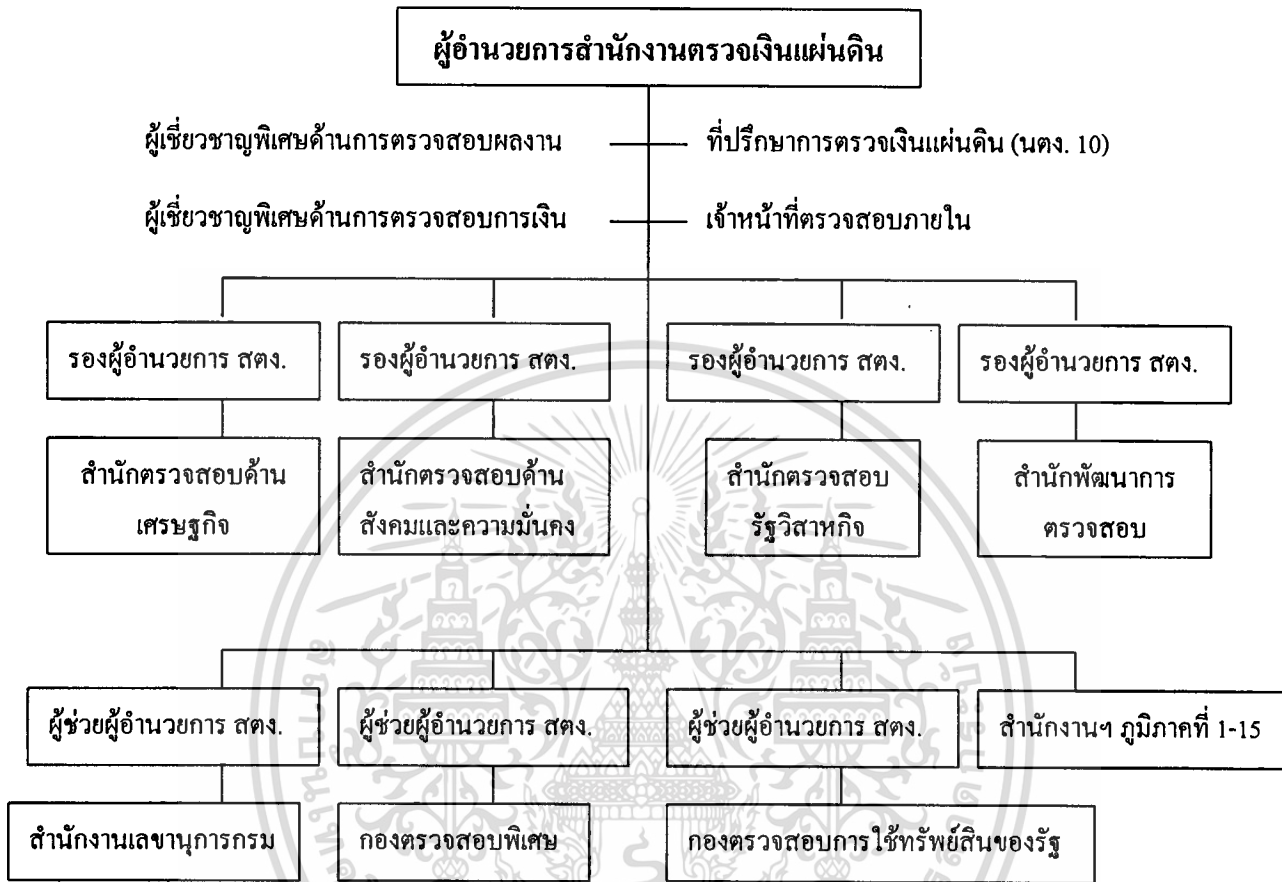 ผู้อำนวยการสำนักงานตรวจเงินแผ่นดิน
ผู้เชี่ยวชาญพิเศษด้านการตรวจสอบผลงาน
ที่ปรึกษาการตรวจเงินแผ่นดิน (นตง. 10)
ผู้เชี่ยวชาญพิเศษด้านการตรวจสอบการเงิน
เจ้าหน้าที่ตรวจสอบภายใน
รองผู้อำนวยการ สตง.
รองผู้อำนวยการ สตง.
รองผู้อำนวยการ สตง.
รองผู้อำนวยการ สตง.
สำนักตรวจสอบด้าน
เศรษฐกิจ
สำนักตรวจสอบด้าน
สังคมและความมั่นคง
สำนักตรวจสอบ
รัฐวิสาหกิจ
สำนักพัฒนาการ
ตรวจสอบ
ผู้ช่วยผู้อำนวยการ สตง.
ผู้ช่วยผู้อำนวยการ สตง.
ผู้ช่วยผู้อำนวยการ สตง.
สำนักงานฯ ภูมิภาคที่ 1-15
สำนักงานเลขานุการกรม
กองตรวจสอบพิเศษ
กองตรวจสอบการใช้ทรัพย์สินของรัฐ